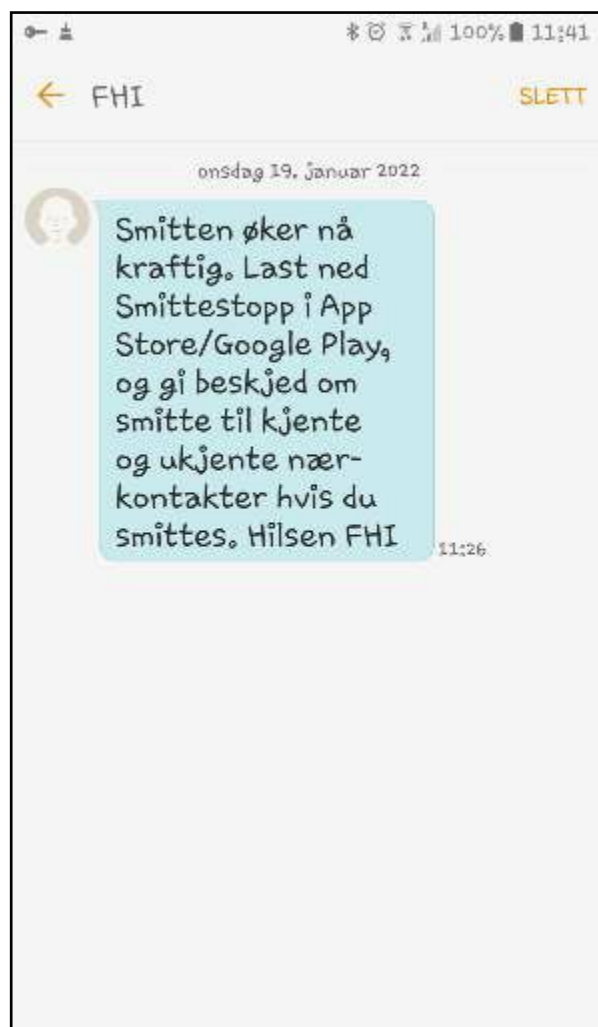 100% 11:41
FHI SLETT
onsdag 19. januar 2022
Smitten øker nå
kraftig. Last ned
Smittestopp i App
Store/Google Play,
og gi beskjed om
smitte til kjente
og ukjente nær-
kontakter hvis du
smittes. Hilsen FHI
11:26